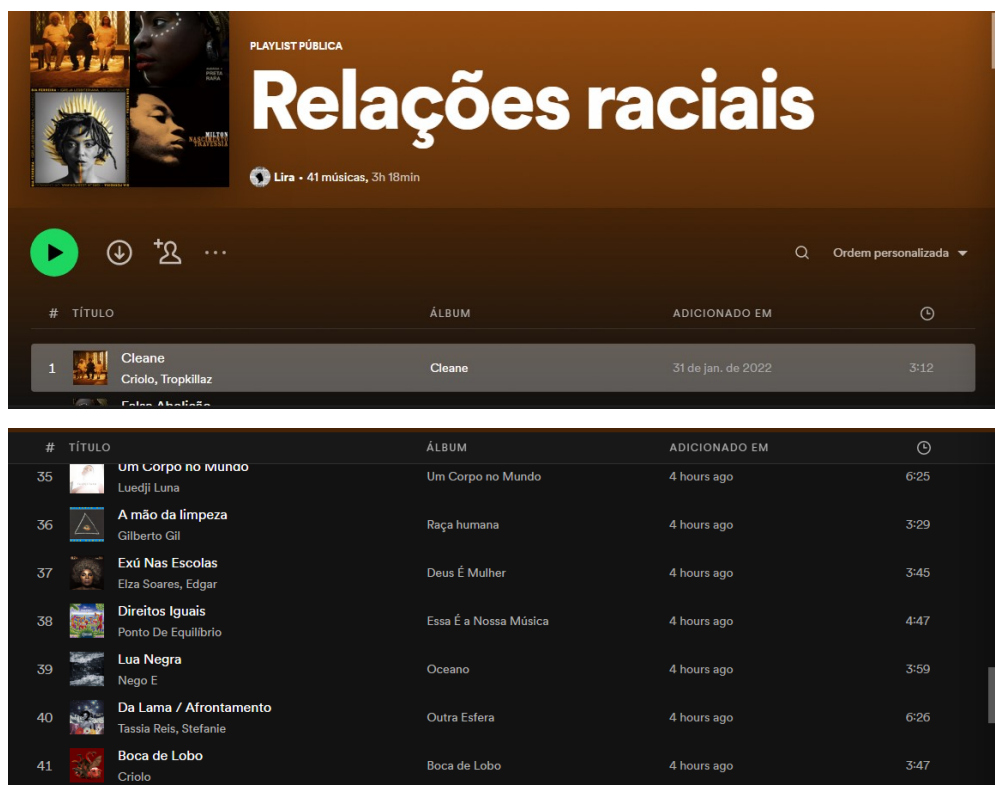 PLAYLIST PÚBLICA
Relações raciais
Lira • 41 músicas, 3h 18min
Ordem personalizada
# TÍTULO ÁLBUM ADICIONADO EM
1 Cleane Cleane 31 de jan. de 2022 3:12
Criolo, Tropkillaz
Falsa Abolição
MILTON
NASCIMENTO
TRAVESSIA
# TÍTULO ÁLBUM ADICIONADO EM
35 Um Corpo no Mundo Um Corpo no Mundo 4 hours ago 6:25
Luedji Luna
36 A mão da limpeza Raça humana 4 hours ago 3:29
Gilberto Gil
37 Exú Nas Escolas Deus É Mulher 4 hours ago 3:45
Elza Soares, Edgar
38 Direitos Iguais Essa É a Nossa Música 4 hours ago 4:47
Ponto De Equilíbrio
39 Lua Negra Oceano 4 hours ago 3:59
Nego E
40 Da Lama / Afrontamento Outra Esfera 4 hours ago 6:26
Tassia Reis, Stefanie
41 Boca de Lobo Boca de Lobo 4 hours ago 3:47
Criolo